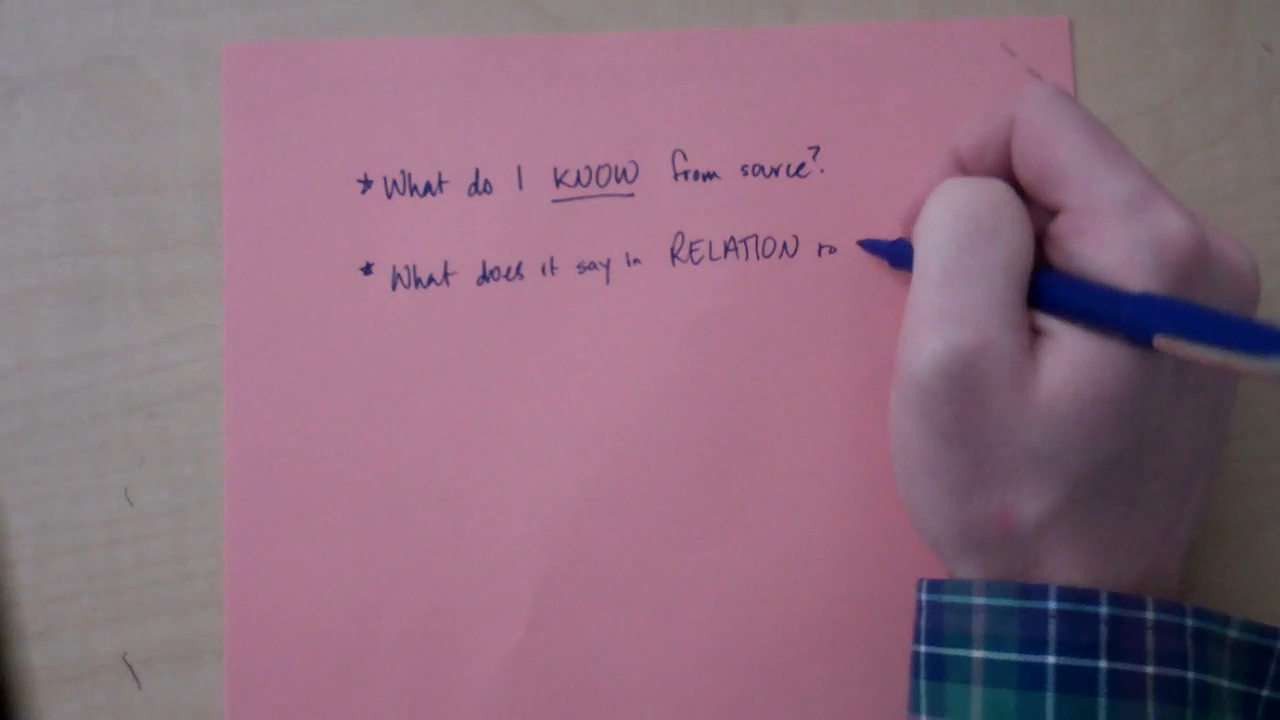 * What do I KNOW from source?
* What does it say in RELATION to